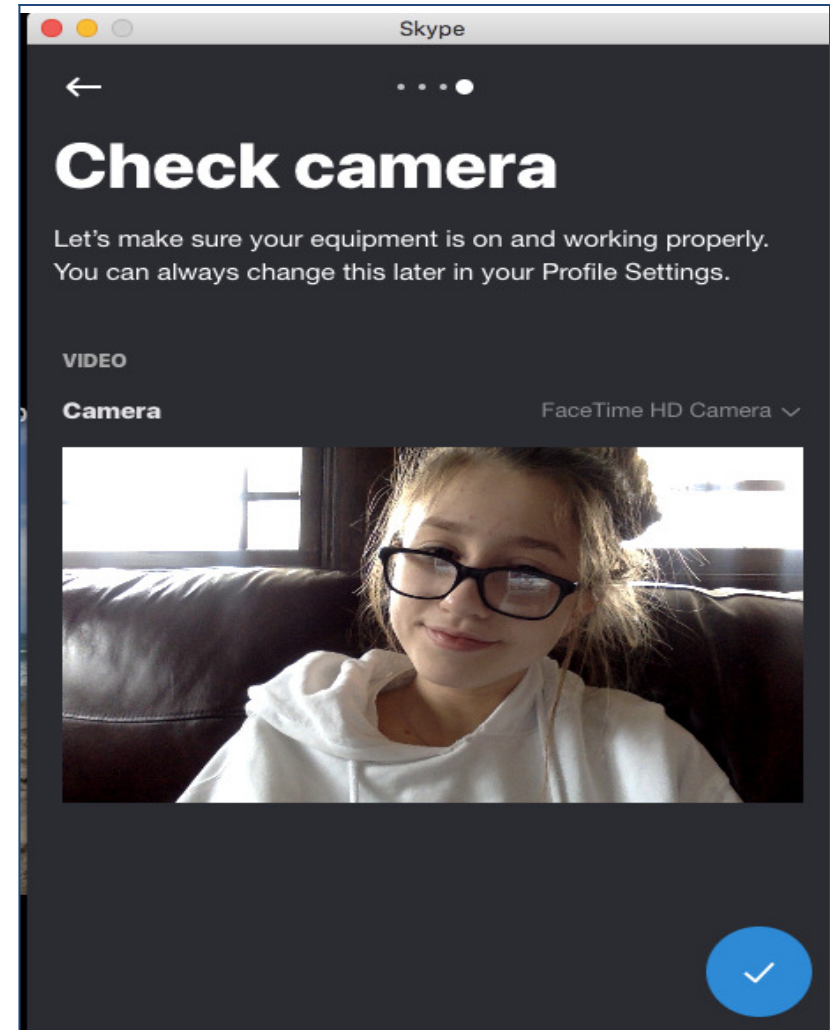 Skype
Check camera
Let’s make sure your equipment is on and working properly.
You can always change this later in your Profile Settings.
VIDEO
Camera FaceTime HD Camera